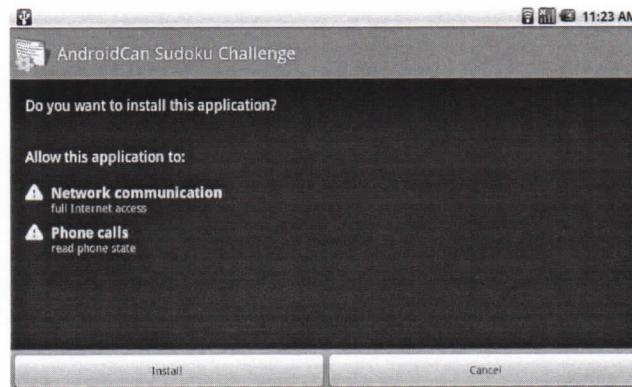 11:23 AM
AndroidCan Sudoku Challenge
Do you want to install this application?
Allow this application to:
Network communication
full Internet access
Phone calls
read phone state
Install
Cancel